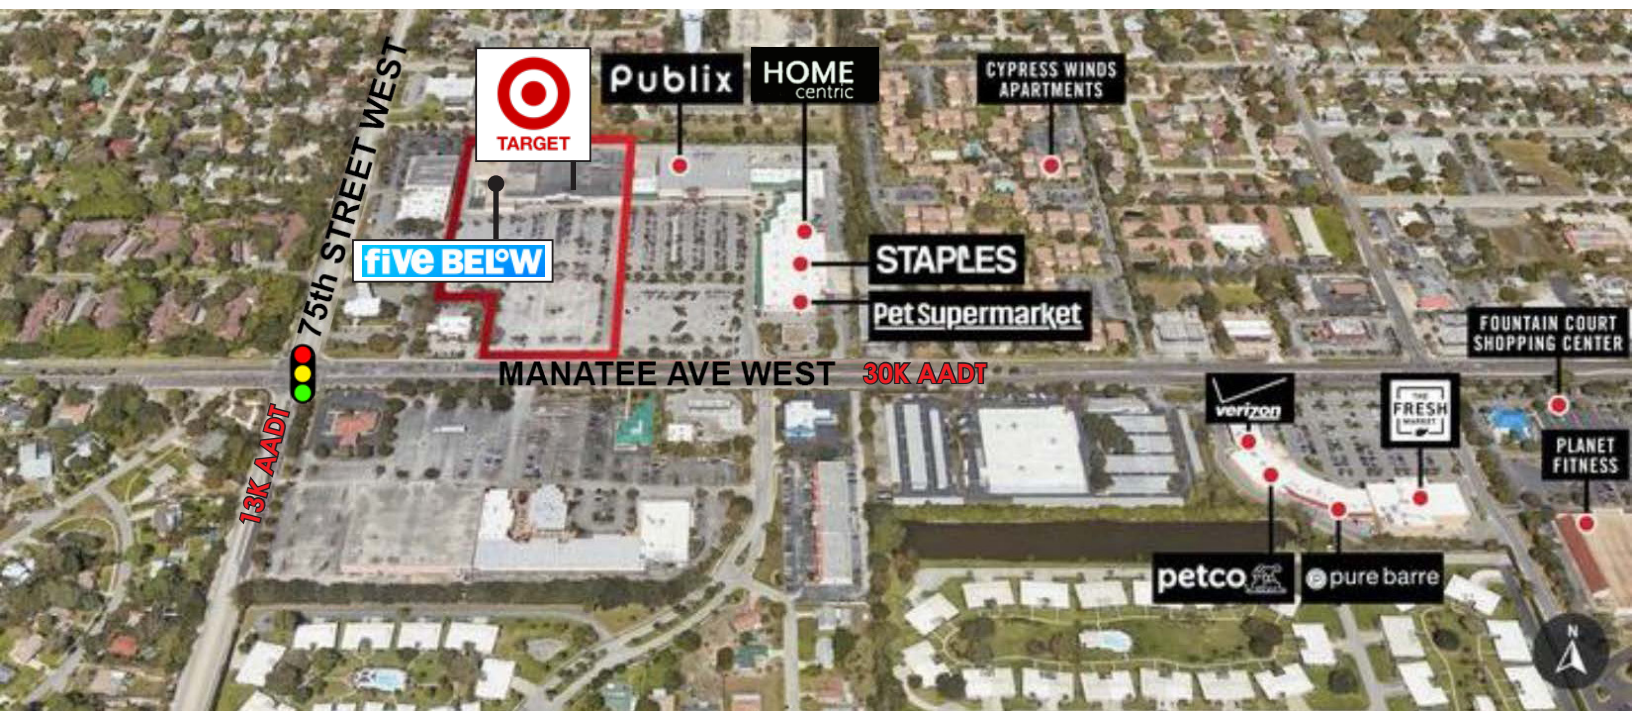 75th STREET WEST
TARGET
Publix
HOME
centric
CYPRESS WINDS
APARTMENTS
five BEL°W
STAPLES
Pet Supermarket
FOUNTAIN COURT
SHOPPING CENTER
MANATEE AVE WEST 30K AADT
13K AADT
verizon
THE
FRESH
MARKET
PLANET
FITNESS
petco
pure barre
N